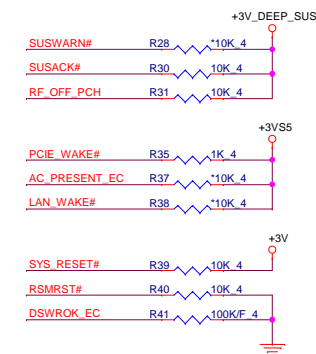 +3V_DEEP_SUS
SUSWARN# R28 *10K_4
SUSACK# R30 10K_4
RF_OFF_PCH R31 10K_4
+3VS5
PCIE_WAKE# R35 1K_4
AC_PRESENT_EC R37 *10K_4
LAN_WAKE# R38 *10K_4
+3V
SYS_RESET# R39 10K_4
RSMRST# R40 10K_4
DSWROK_EC R41 100K/F_4